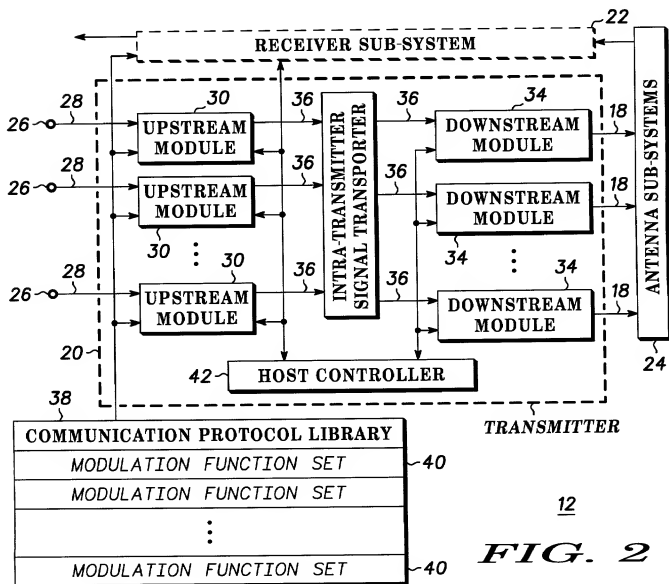 22
RECEIVER SUB-SYSTEM
26 28 30 36 36 34 18
UPSTREAM
MODULE
DOWNSTREAM
MODULE
26 28 36 36 18
UPSTREAM
MODULE
DOWNSTREAM
MODULE
30 34
INTRA-TRANSMITTER
SIGNAL TRANSPORTER
ANTENNA SUB-SYSTEMS
26 28 30 36 36 34 18
UPSTREAM
MODULE
DOWNSTREAM
MODULE
20
42 HOST CONTROLLER
24
38
TRANSMITTER
COMMUNICATION PROTOCOL LIBRARY
MODULATION FUNCTION SET 40
MODULATION FUNCTION SET
MODULATION FUNCTION SET 40
12
FIG. 2